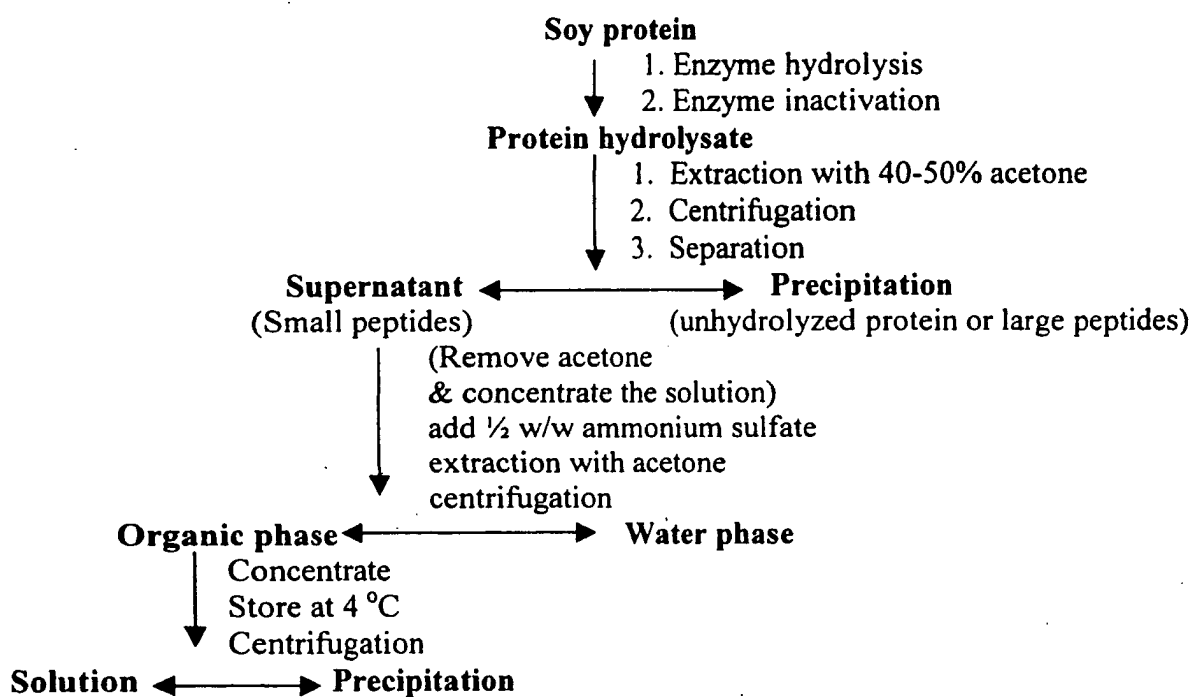 Soy protein
1. Enzyme hydrolysis
2. Enzyme inactivation
Protein hydrolysate
1. Extraction with 40-50% acetone
2. Centrifugation
3. Separation
Supernatant Precipitation
(Small peptides) (unhydrolyzed protein or large peptides)
(Remove acetone
& concentrate the solution)
add ½ w/w ammonium sulfate
extraction with acetone
centrifugation
Organic phase Water phase
Concentrate
Store at 4 °C
Centrifugation
Solution Precipitation